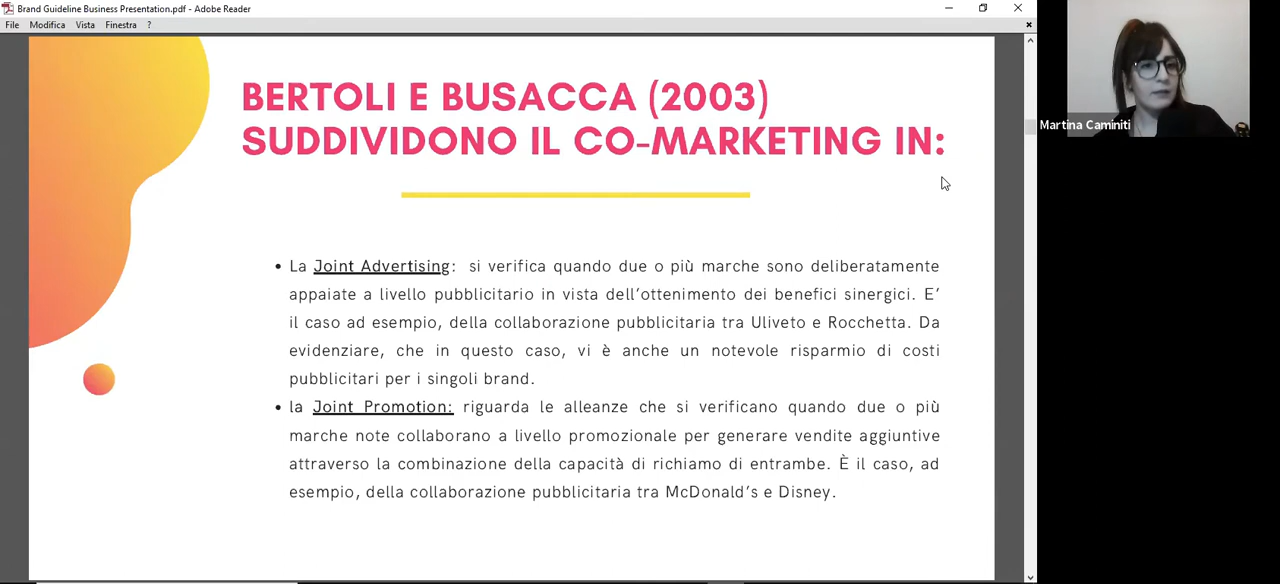 Brand Guideline Business Presentation.pdf - Adobe Reader
File Modifica Vista Finestra ?
BERTOLI E BUSACCA (2003)
SUDDIVIDONO IL CO-MARKETING IN:
Martina Caminiti
• La Joint Advertising: si verifica quando due o più marche sono deliberatamente
appaiate a livello pubblicitario in vista dell’ottenimento dei benefici sinergici. E’
il caso ad esempio, della collaborazione pubblicitaria tra Uliveto e Rocchetta. Da
evidenziare, che in questo caso, vi è anche un notevole risparmio di costi
pubblicitari per i singoli brand.
• la Joint Promotion: riguarda le alleanze che si verificano quando due o più
marche note collaborano a livello promozionale per generare vendite aggiuntive
attraverso la combinazione della capacità di richiamo di entrambe. È il caso, ad
esempio, della collaborazione pubblicitaria tra McDonald’s e Disney.